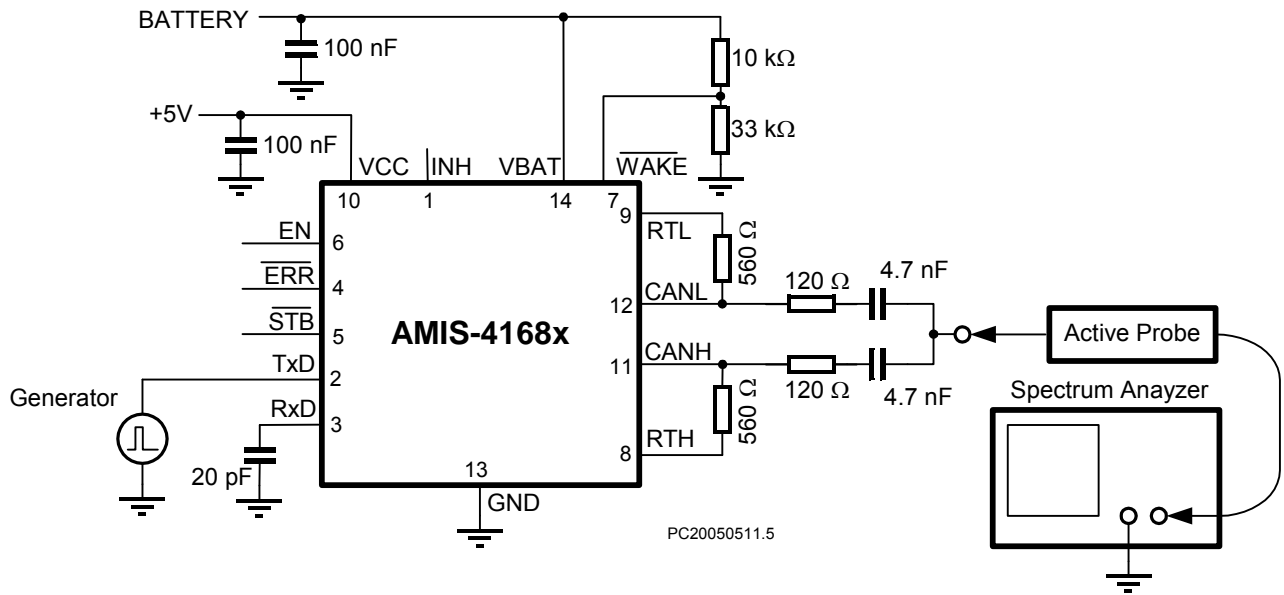 BATTERY
100 nF
10 kΩ
+5V
100 nF
33 kΩ
VCC
INH
VBAT
WAKE
10
1
14
7
9
RTL
560 Ω
EN
6
ERR
4
120 Ω
4.7 nF
12
CANL
STB
5
AMIS-4168x
Active Probe
TxD
2
11
CANH
120 Ω
4.7 nF
Generator
RxD
3
560 Ω
Spectrum Anayzer
8
RTH
20 pF
13
GND
PC20050511.5